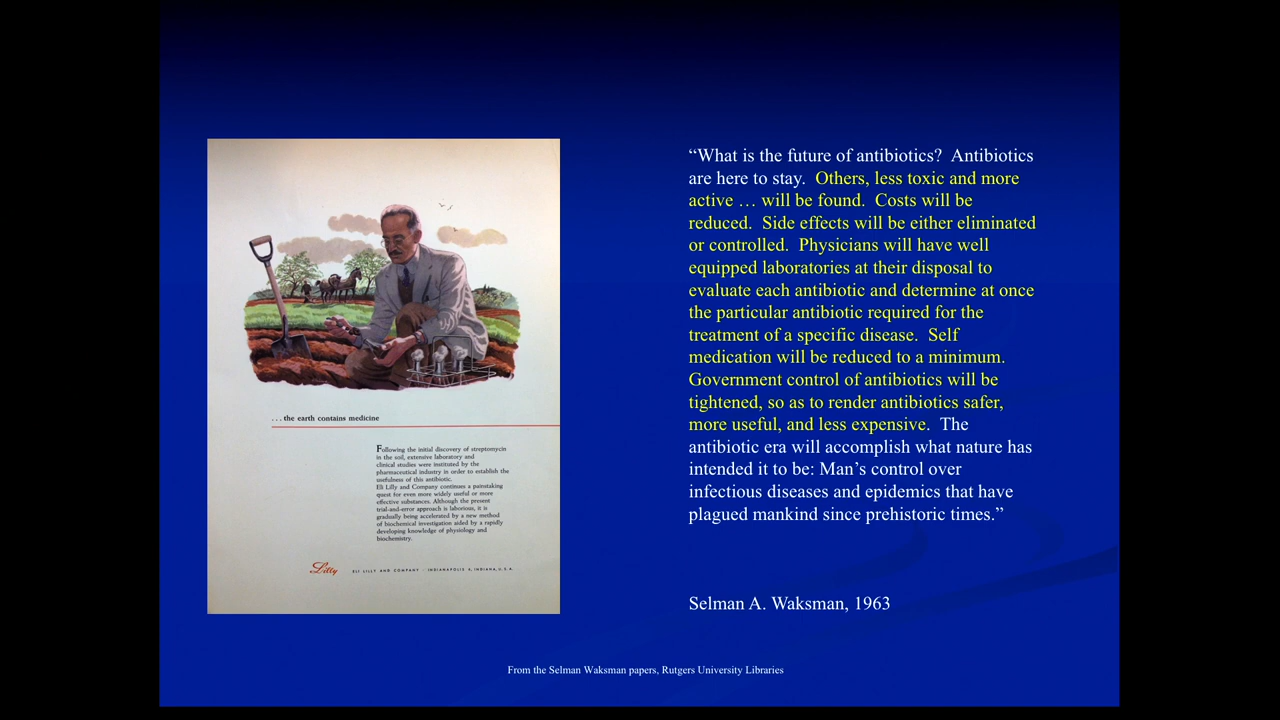 “What is the future of antibiotics?  Antibiotics
are here to stay.  Others, less toxic and more
active … will be found.  Costs will be
reduced.  Side effects will be either eliminated
or controlled.  Physicians will have well
equipped laboratories at their disposal to
evaluate each antibiotic and determine at once
the particular antibiotic required for the
treatment of a specific disease.  Self
medication will be reduced to a minimum.
Government control of antibiotics will be
tightened, so as to render antibiotics safer,
more useful, and less expensive.  The
antibiotic era will accomplish what nature has
intended it to be: Man’s control over
infectious diseases and epidemics that have
plagued mankind since prehistoric times.”
Selman A. Waksman, 1963
. . . the earth contains medicine
Following the initial discovery of streptomycin
in the soil, extensive laboratory and
clinical studies were instituted by the
pharmaceutical industry in order to establish the
usefulness of this antibiotic.
Eli Lilly and Company continues a painstaking
quest for even more widely useful or more
effective substances. Although the present
trial-and-error approach is laborious, it is
gradually being accelerated by a new method
of biochemical investigation aided by a rapidly
developing knowledge of physiology and
biochemistry.
Lilly
ELI LILLY AND COMPANY · INDIANAPOLIS 6, INDIANA, U. S. A.
From the Selman Waksman papers, Rutgers University Libraries